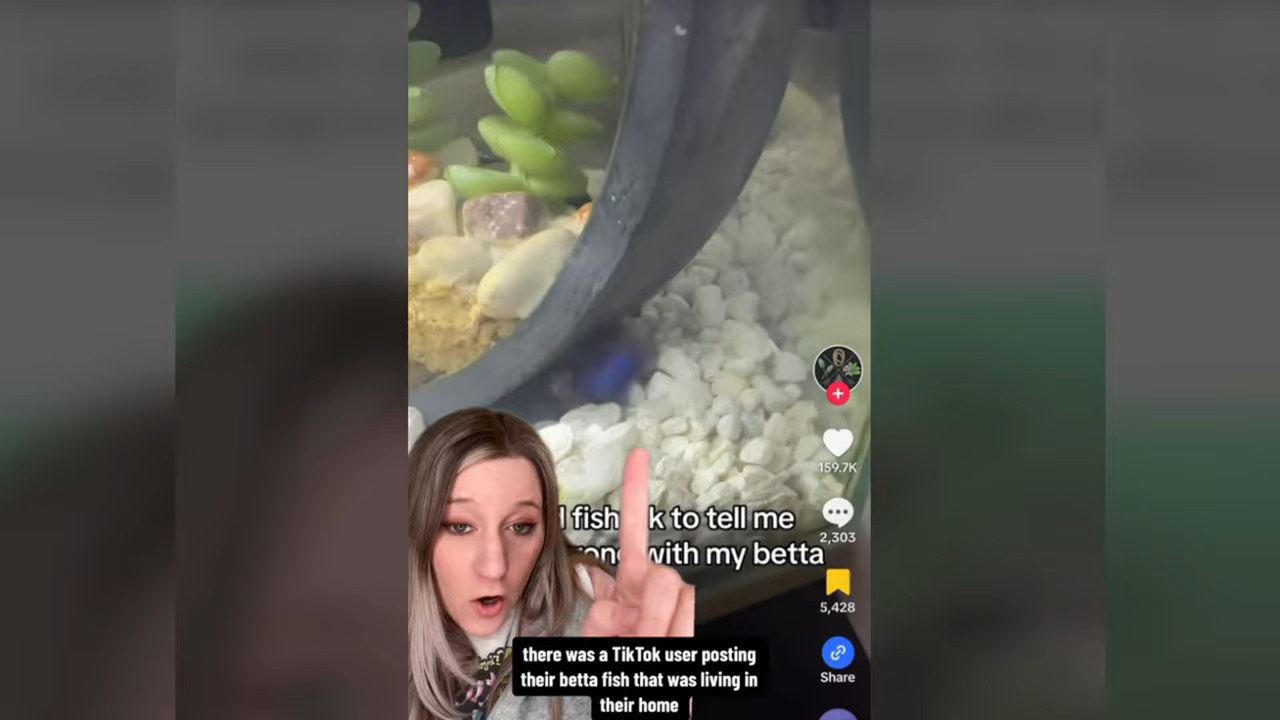 159.7K
2,303
I fish k to tell me
with my betta
5,428
Share
there was a TikTok user posting
their betta fish that was living in
their home